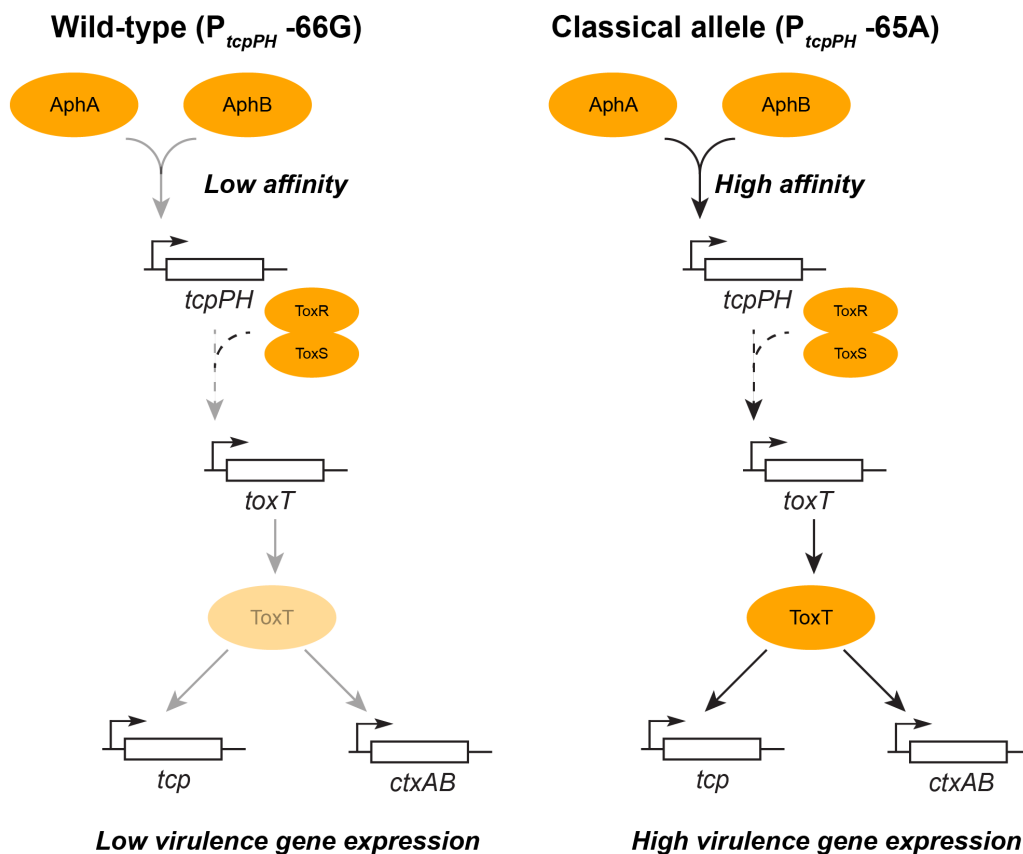 Wild-type (PtcpPH -66G)
AphA
AphB
Low affinity
tcpPH
ToxR
ToxS
toxT
ToxT
tcp
ctxAB
Low virulence gene expression
Classical allele (PtcpPH -65A)
AphA
AphB
High affinity
tcpPH
ToxR
ToxS
toxT
ToxT
tcp
ctxAB
High virulence gene expression